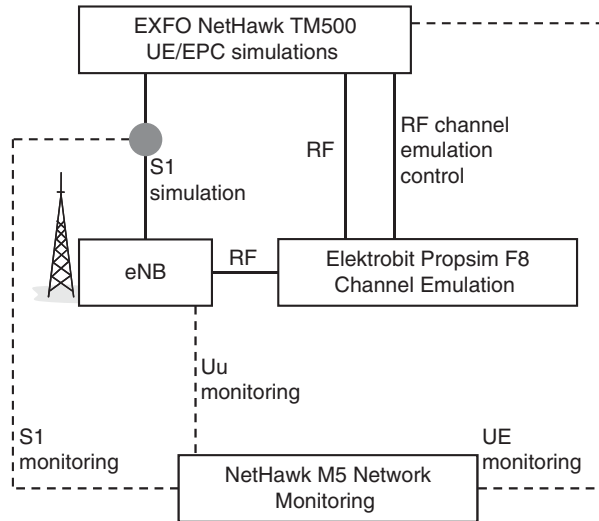 EXFO NetHawk TM500
UE/EPC simulations
RF
RF channel
emulation
control
S1
simulation
eNB
RF
Elektrobit Propsim F8
Channel Emulation
Uu
monitoring
S1
monitoring
UE
monitoring
NetHawk M5 Network
Monitoring